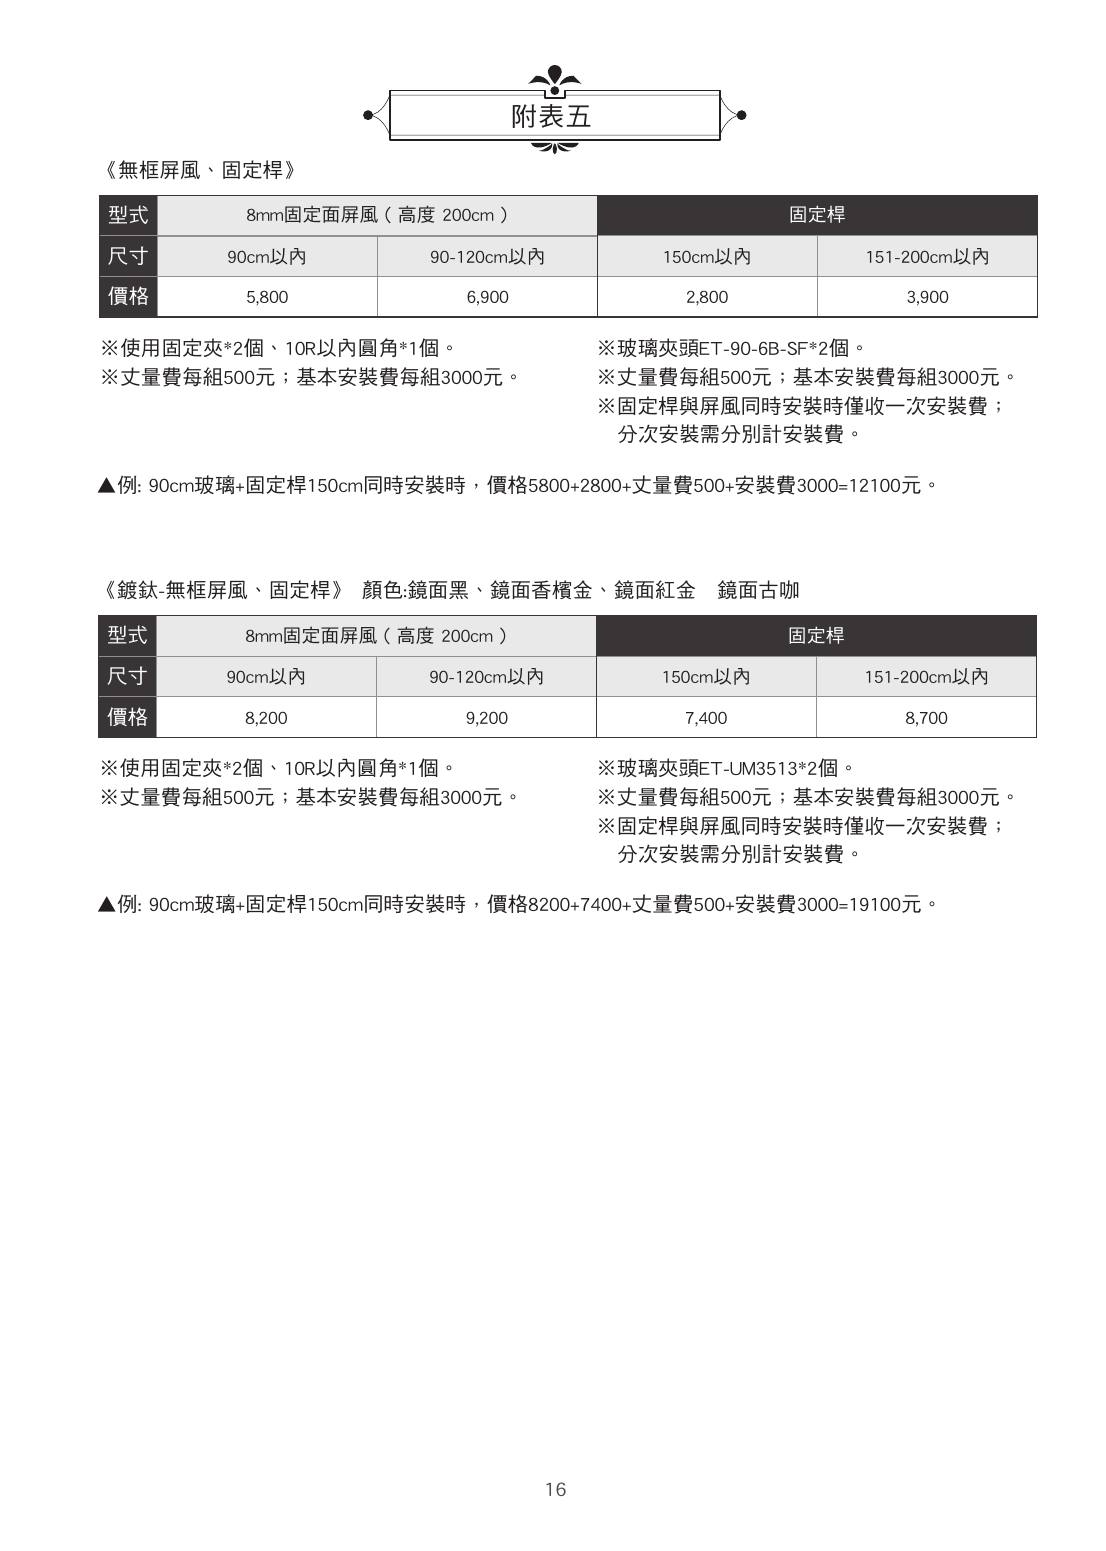 附表五
《無框屏風、固定桿》
型式 8mm固定面屏風（高度 200cm） 固定桿
尺寸 90cm以內 90-120cm以內 150cm以內 151-200cm以內
價格 5,800 6,900 2,800 3,900
※使用固定夾*2個、10R以內圓角*1個。
※丈量費每組500元；基本安裝費每組3000元。
※玻璃夾頭ET-90-6B-SF*2個。
※丈量費每組500元；基本安裝費每組3000元。
※固定桿與屏風同時安裝時僅收一次安裝費；
分次安裝需分別計安裝費。
▲例: 90cm玻璃+固定桿150cm同時安裝時，價格5800+2800+丈量費500+安裝費3000=12100元。
《鍍鈦-無框屏風、固定桿》 顏色:鏡面黑、鏡面香檳金、鏡面紅金　鏡面古咖
型式 8mm固定面屏風（高度 200cm） 固定桿
尺寸 90cm以內 90-120cm以內 150cm以內 151-200cm以內
價格 8,200 9,200 7,400 8,700
※使用固定夾*2個、10R以內圓角*1個。
※丈量費每組500元；基本安裝費每組3000元。
※玻璃夾頭ET-UM3513*2個。
※丈量費每組500元；基本安裝費每組3000元。
※固定桿與屏風同時安裝時僅收一次安裝費；
分次安裝需分別計安裝費。
▲例: 90cm玻璃+固定桿150cm同時安裝時，價格8200+7400+丈量費500+安裝費3000=19100元。
16